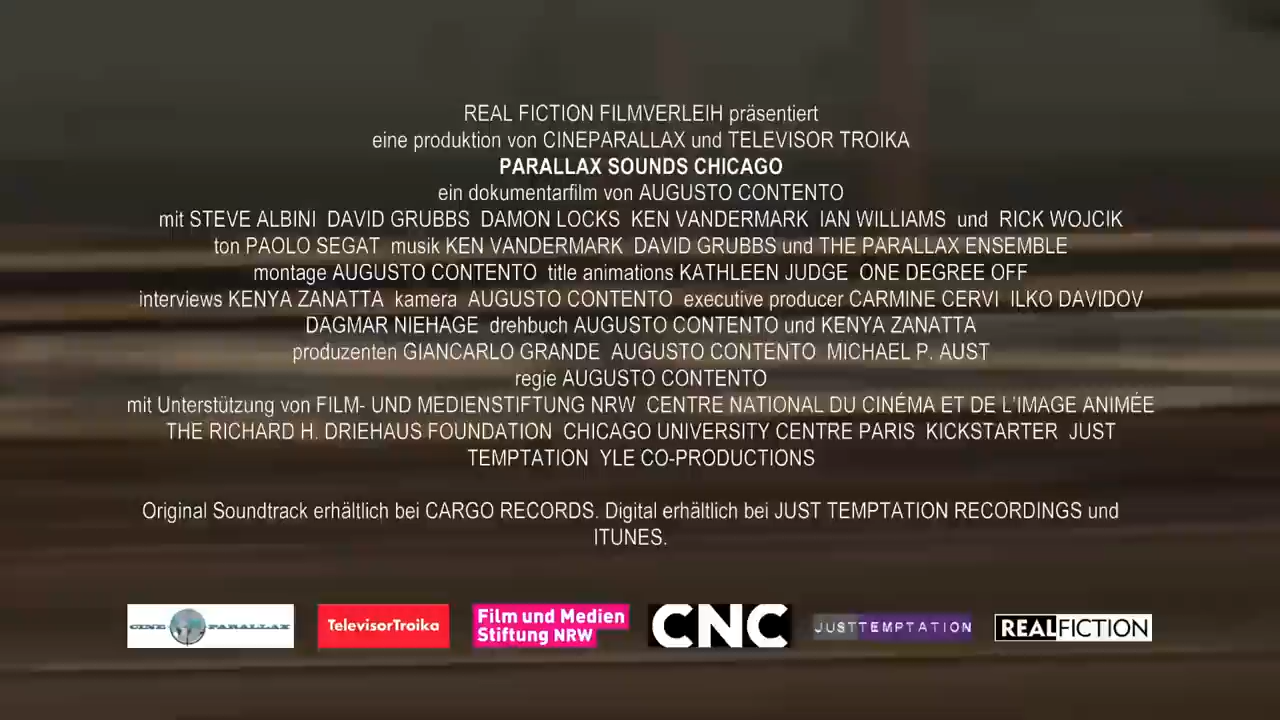 REAL FICTION FILMVERLEIH präsentiert
eine produktion von CINEPARALLAX und TELEVISOR TROIKA
PARALLAX SOUNDS CHICAGO
ein dokumentarfilm von AUGUSTO CONTENTO
mit STEVE ALBINI DAVID GRUBBS DAMON LOCKS KEN VANDERMARK IAN WILLIAMS und RICK WOJCIK
ton PAOLO SEGAT musik KEN VANDERMARK DAVID GRUBBS und THE PARALLAX ENSEMBLE
montage AUGUSTO CONTENTO title animations KATHLEEN JUDGE ONE DEGREE OFF
interviews KENYA ZANATTA kamera AUGUSTO CONTENTO executive producer CARMINE CERVI ILKO DAVIDOV
DAGMAR NIEHAGE drehbuch AUGUSTO CONTENTO und KENYA ZANATTA
produzenten GIANCARLO GRANDE AUGUSTO CONTENTO MICHAEL P. AUST
regie AUGUSTO CONTENTO
mit Unterstützung von FILM- UND MEDIENSTIFTUNG NRW CENTRE NATIONAL DU CINÉMA ET DE L'IMAGE ANIMÉE
THE RICHARD H. DRIEHAUS FOUNDATION CHICAGO UNIVERSITY CENTRE PARIS KICKSTARTER JUST
TEMPTATION YLE CO-PRODUCTIONS
Original Soundtrack erhältlich bei CARGO RECORDS. Digital erhältlich bei JUST TEMPTATION RECORDINGS und
ITUNES.
CINE PARALLAX
TelevisorTroika
Film und Medien
Stiftung NRW
CNC
JUSTTEMPTATION
REALFICTION